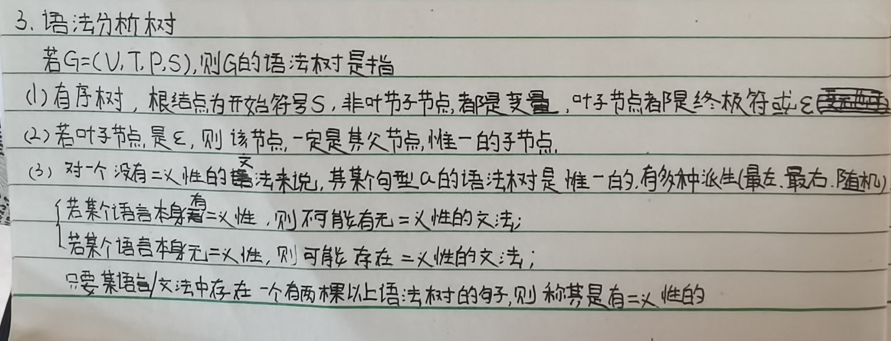 3. 语法分析树
若G=(V,T,P,S),则G的语法树是指
(1)有序树,根结点为开始符号S,非叶节子节点,都是变量,叶子节点都是终极符或ε
(2)若叶子节点是ε,则该节点一定是其父节点,惟一的子节点.
(3) 对一个没有二义性的文法来说,其某个句型α的语法树是惟一的,有多种派生(最左.最右.随机)
若某个语言本身有二义性,则不可能有无二义性的文法;
若某个语言本身无二义性,则可能存在二义性的文法;
只要某语言/文法中存在一个有两棵以上语法树的句子,则称其是有二义性的